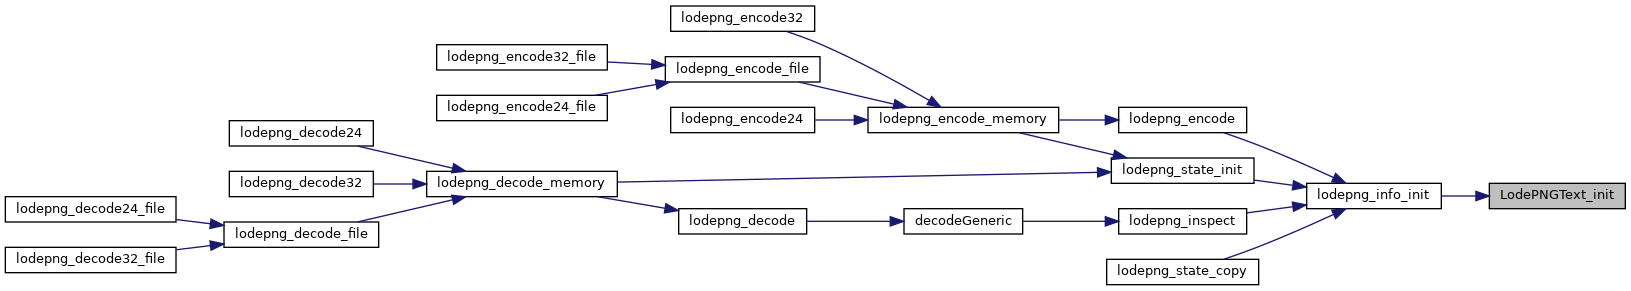 lodepng_encode32
lodepng_encode32_file
lodepng_encode_file
lodepng_encode24_file
lodepng_encode24
lodepng_encode_memory
lodepng_encode
lodepng_decode24
lodepng_state_init
lodepng_decode32
lodepng_decode_memory
lodepng_info_init
LodePNGText_init
lodepng_decode24_file
lodepng_decode
decodeGeneric
lodepng_inspect
lodepng_decode_file
lodepng_decode32_file
lodepng_state_copy